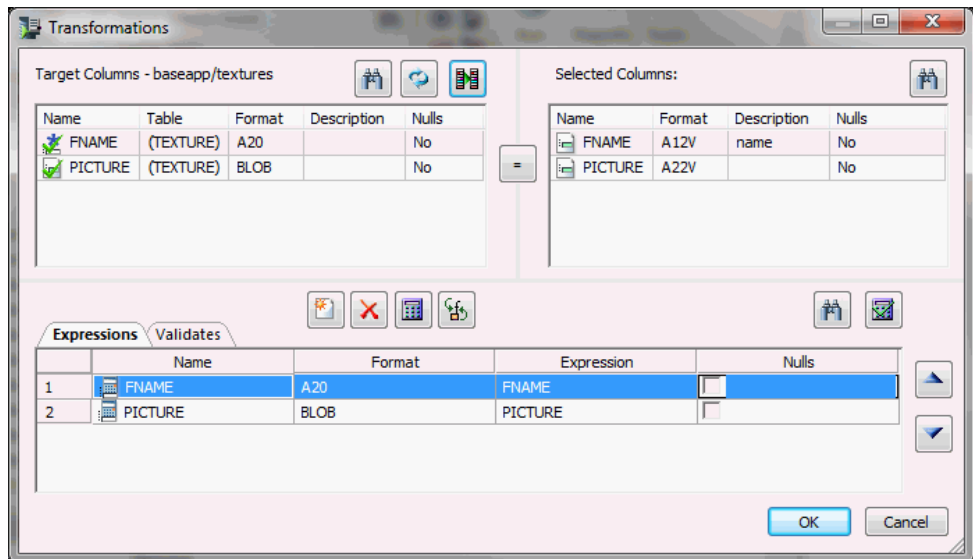 Transformations
Target Columns - baseapp/textures
Name Table Format Description Nulls
FNAME (TEXTURE) A20 No
PICTURE (TEXTURE) BLOB No
=
Selected Columns:
Name Format Description Nulls
FNAME A12V name No
PICTURE A22V No
Expressions Validates
Name Format Expression Nulls
1 FNAME A20 FNAME
2 PICTURE BLOB PICTURE
OK Cancel